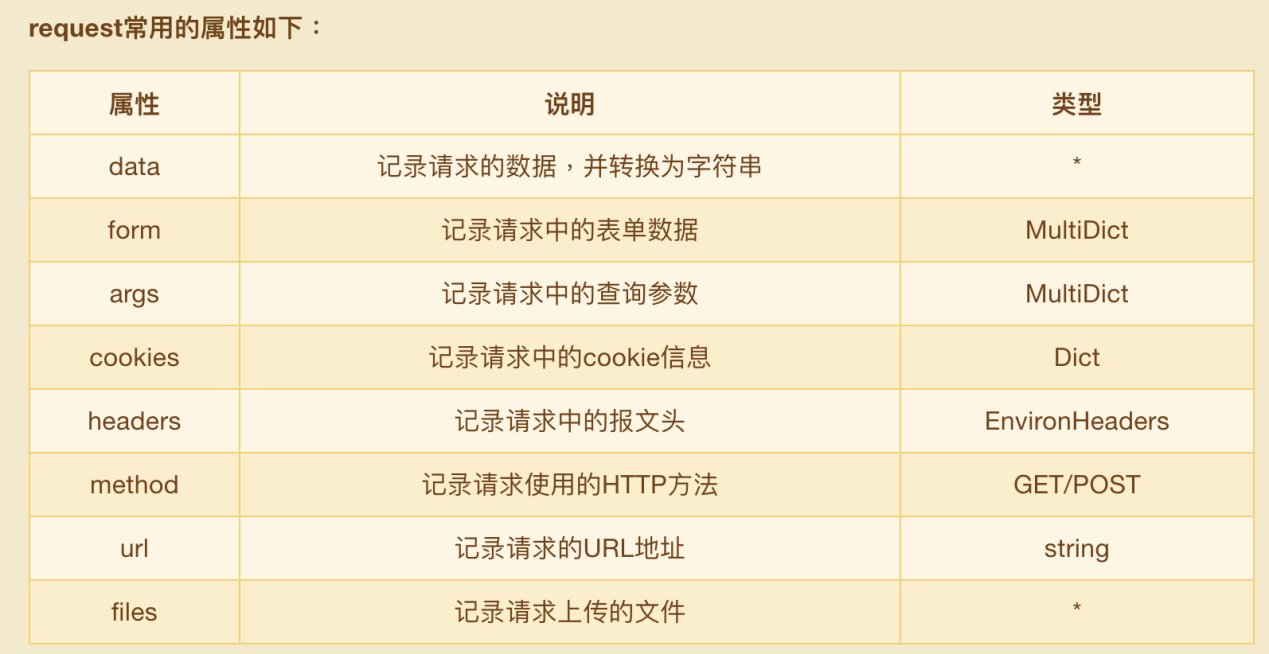 request常用的属性如下：
属性 说明 类型
data 记录请求的数据，并转换为字符串 *
form 记录请求中的表单数据 MultiDict
args 记录请求中的查询参数 MultiDict
cookies 记录请求中的cookie信息 Dict
headers 记录请求中的报文头 EnvironHeaders
method 记录请求使用的HTTP方法 GET/POST
url 记录请求的URL地址 string
files 记录请求上传的文件 *